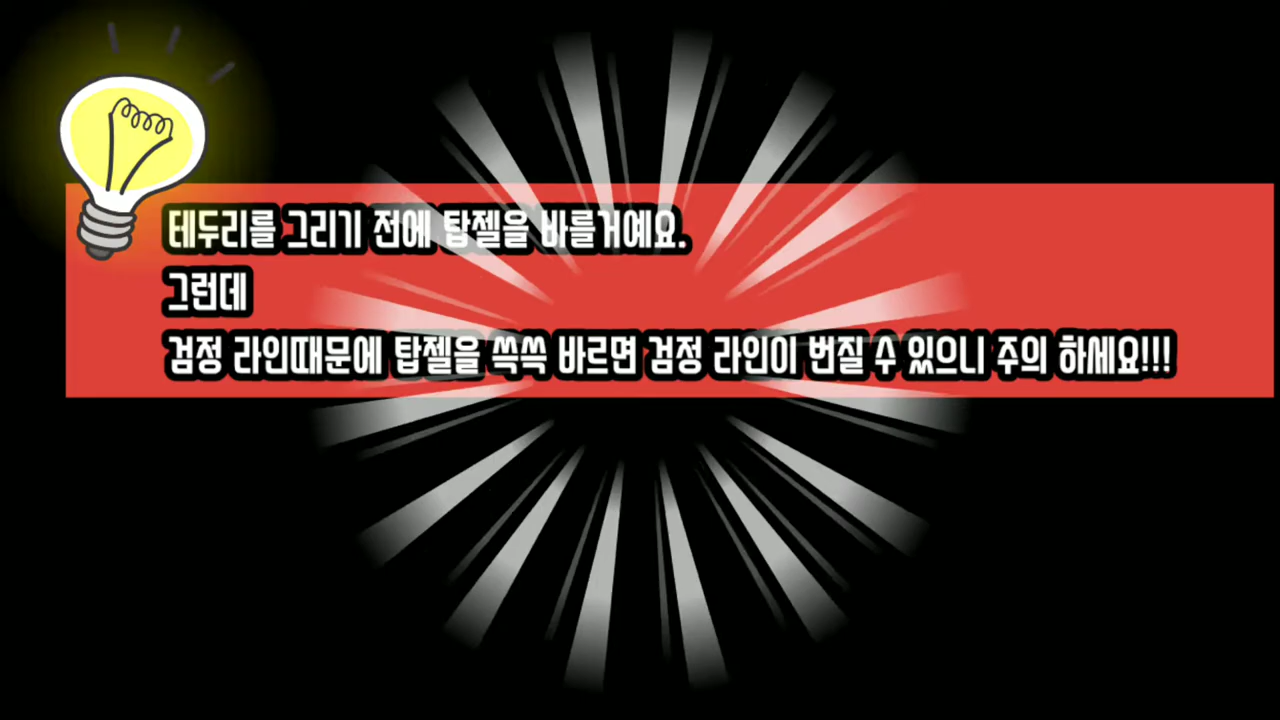 테두리를 그리기 전에 탑젤을 바를거예요.
그런데
검정 라인때문에 탑젤을 쓱쓱 바르면 검정 라인이 번질 수 있으니 주의 하세요!!!